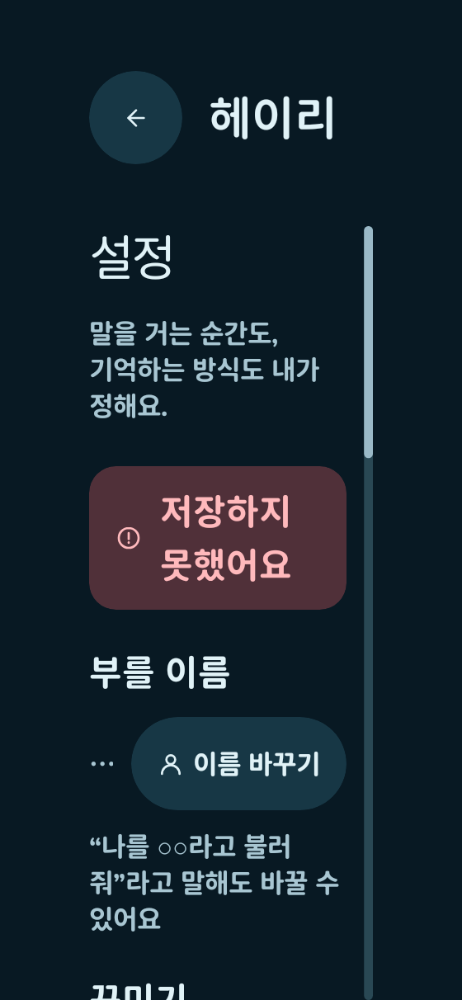 헤이리
설정
말을 거는 순간도,
기억하는 방식도 내가
정해요.
저장하지
못했어요
부를 이름
… 이름 바꾸기
“나를 ○○라고 불러
줘”라고 말해도 바꿀 수
있어요
꾸미기